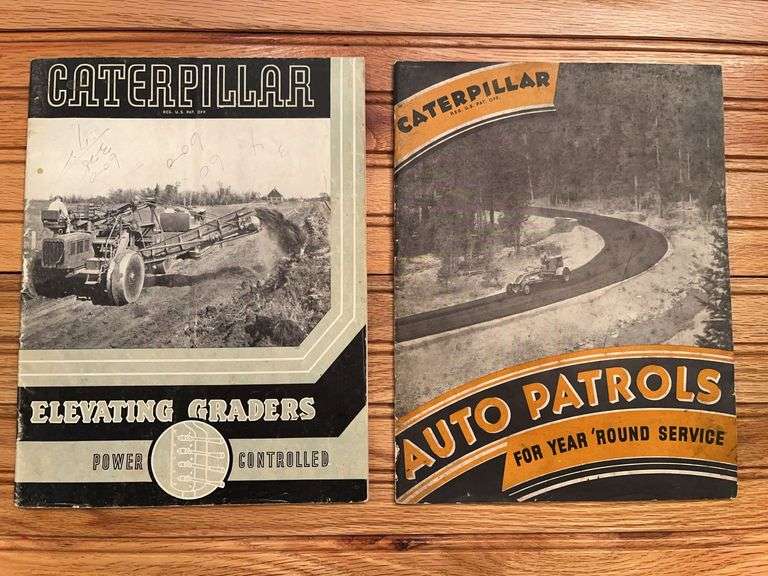 CATERPILLAR
REG. U.S. PAT. OFF.
ELEVATING GRADERS
POWER CONTROLLED
CATERPILLAR
REG. U.S. PAT. OFF.
AUTO PATROLS
FOR YEAR 'ROUND SERVICE